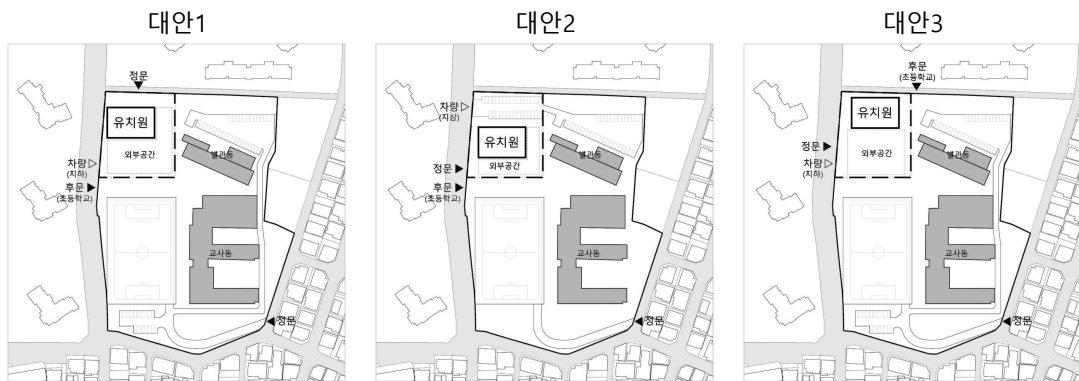 대안1
정문
유치원
외부공간
별관동
차량
(지하)
후문
(초등학교)
교사동
정문
대안2
차량
(지상)
유치원
별관동
정문
외부공간
후문
(초등학교)
교사동
정문
대안3
후문
(초등학교)
유치원
정문
외부공간
별관동
차량
(지하)
교사동
정문